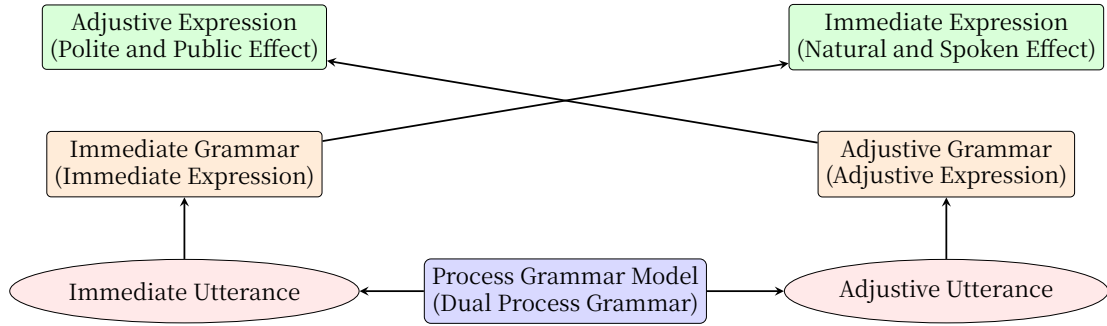 Adjustive Expression
(Polite and Public Effect)
Immediate Expression
(Natural and Spoken Effect)
Immediate Grammar
(Immediate Expression)
Adjustive Grammar
(Adjustive Expression)
Immediate Utterance
Process Grammar Model
(Dual Process Grammar)
Adjustive Utterance